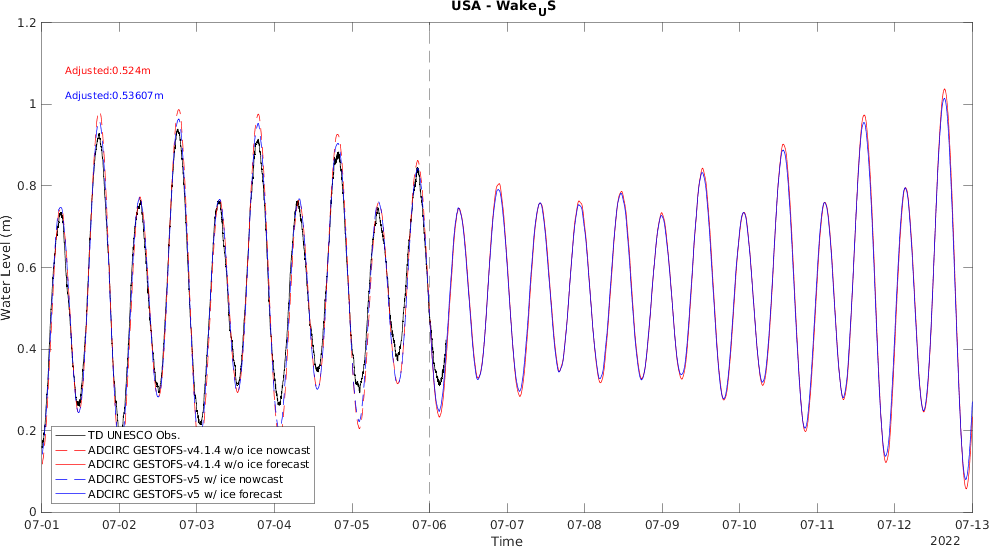 USA - Wake_US
Adjusted:0.524m
Adjusted:0.53607m
Water Level (m)
1.2
1
0.8
0.6
0.4
0.2
0
TD UNESCO Obs.
ADCIRC GESTOFS-v4.1.4 w/o ice nowcast
ADCIRC GESTOFS-v4.1.4 w/o ice forecast
ADCIRC GESTOFS-v5 w/ ice nowcast
ADCIRC GESTOFS-v5 w/ ice forecast
07-01 07-02 07-03 07-04 07-05 07-06 07-07 07-08 07-09 07-10 07-11 07-12 07-13
Time
2022